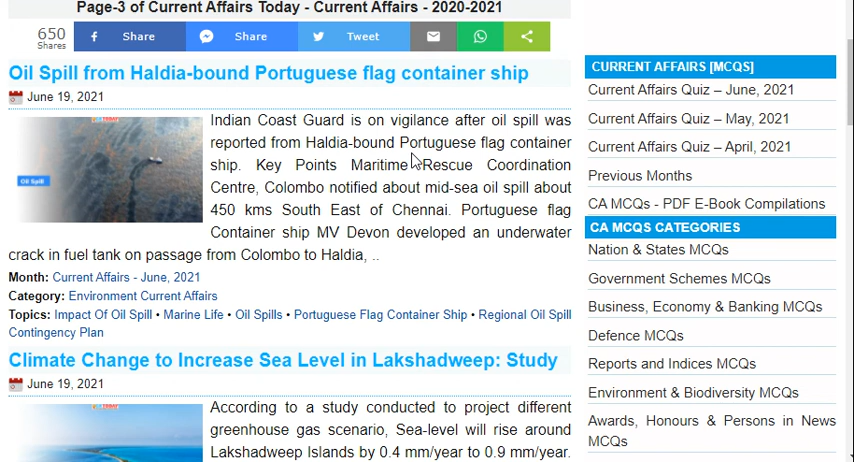 Page-3 of Current Affairs Today - Current Affairs - 2020-2021
650
Shares
Share
Share
Tweet
Oil Spill from Haldia-bound Portuguese flag container ship
June 19, 2021
Indian Coast Guard is on vigilance after oil spill was
reported from Haldia-bound Portuguese flag container
ship. Key Points Maritime Rescue Coordination
Centre, Colombo notified about mid-sea oil spill about
450 kms South East of Chennai. Portuguese flag
Container ship MV Devon developed an underwater
crack in fuel tank on passage from Colombo to Haldia, ..
Oil Spill
Month: Current Affairs - June, 2021
Category: Environment Current Affairs
Topics: Impact Of Oil Spill • Marine Life • Oil Spills • Portuguese Flag Container Ship • Regional Oil Spill
Contingency Plan
Climate Change to Increase Sea Level in Lakshadweep: Study
June 19, 2021
According to a study conducted to project different
greenhouse gas scenario, Sea-level will rise around
Lakshadweep Islands by 0.4 mm/year to 0.9 mm/year.
CURRENT AFFAIRS [MCQS]
Current Affairs Quiz – June, 2021
Current Affairs Quiz – May, 2021
Current Affairs Quiz – April, 2021
Previous Months
CA MCQs - PDF E-Book Compilations
CA MCQS CATEGORIES
Nation & States MCQs
Government Schemes MCQs
Business, Economy & Banking MCQs
Defence MCQs
Reports and Indices MCQs
Environment & Biodiversity MCQs
Awards, Honours & Persons in News
MCQs